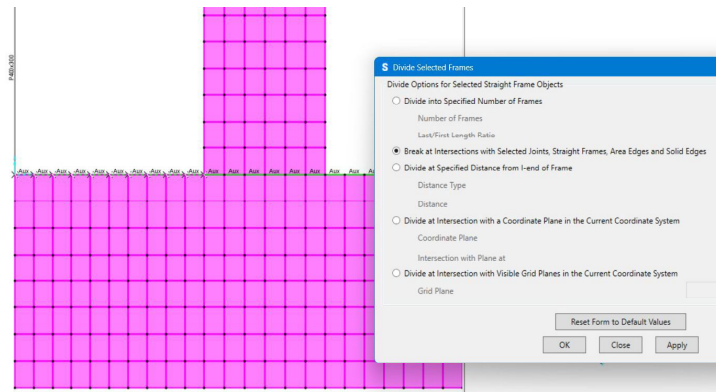 P40x300
Aux Aux Aux Aux Aux Aux Aux Aux Aux Aux Aux Aux Aux Aux Aux Aux Aux Aux
S Divide Selected Frames
Divide Options for Selected Straight Frame Objects
Divide into Specified Number of Frames
Number of Frames
Last/First Length Ratio
Break at Intersections with Selected Joints, Straight Frames, Area Edges and Solid Edges
Divide at Specified Distance from I-end of Frame
Distance Type
Distance
Divide at Intersection with a Coordinate Plane in the Current Coordinate System
Coordinate Plane
Intersection with Plane at
Divide at Intersection with Visible Grid Planes in the Current Coordinate System
Grid Plane
Reset Form to Default Values
OK Close Apply